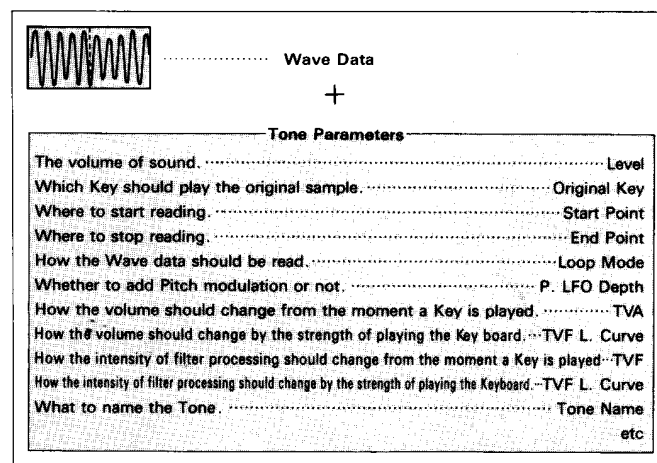 Wave Data
+
Tone Parameters
The volume of sound. Level
Which Key should play the original sample. Original Key
Where to start reading. Start Point
Where to stop reading. End Point
How the Wave data should be read. Loop Mode
Whether to add Pitch modulation or not. P. LFO Depth
How the volume should change from the moment a Key is played. TVA
How the volume should change by the strength of playing the Key board. TVF L. Curve
How the intensity of filter processing should change from the moment a Key is played TVF
How the intensity of filter processing should change by the strength of playing the Keyboard. TVF L. Curve
What to name the Tone. Tone Name
etc